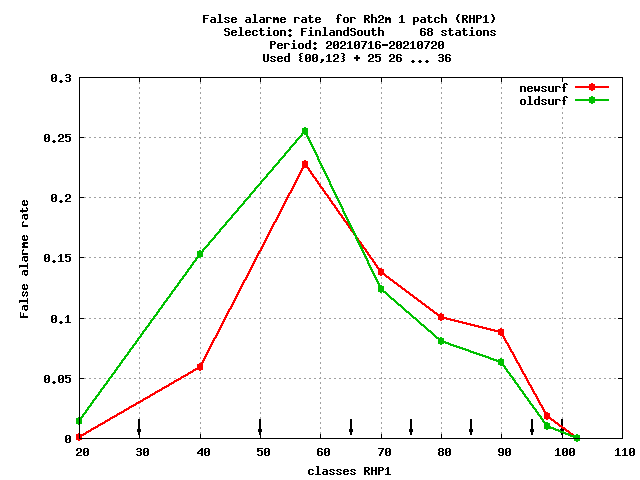 False alarme rate  for Rh2m 1 patch (RHP1)
Selection: FinlandSouth     68 stations
Period: 20210716-20210720
Used {00,12} + 25 26 ... 36
newsurf
oldsurf
0.3
0.25
0.2
0.15
0.1
0.05
0
False alarme rate
20 30 40 50 60 70 80 90 100 110
classes RHP1